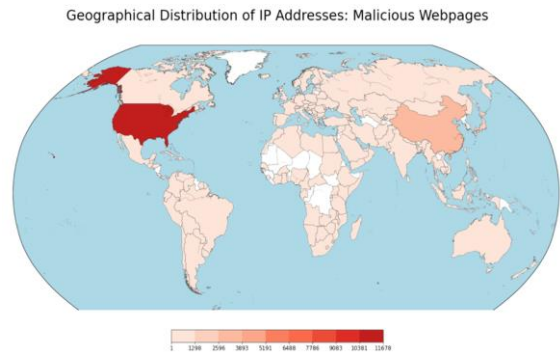 Geographical Distribution of IP Addresses: Malicious Webpages
1 1298 2596 3893 5191 6488 7786 9083 10381 11678